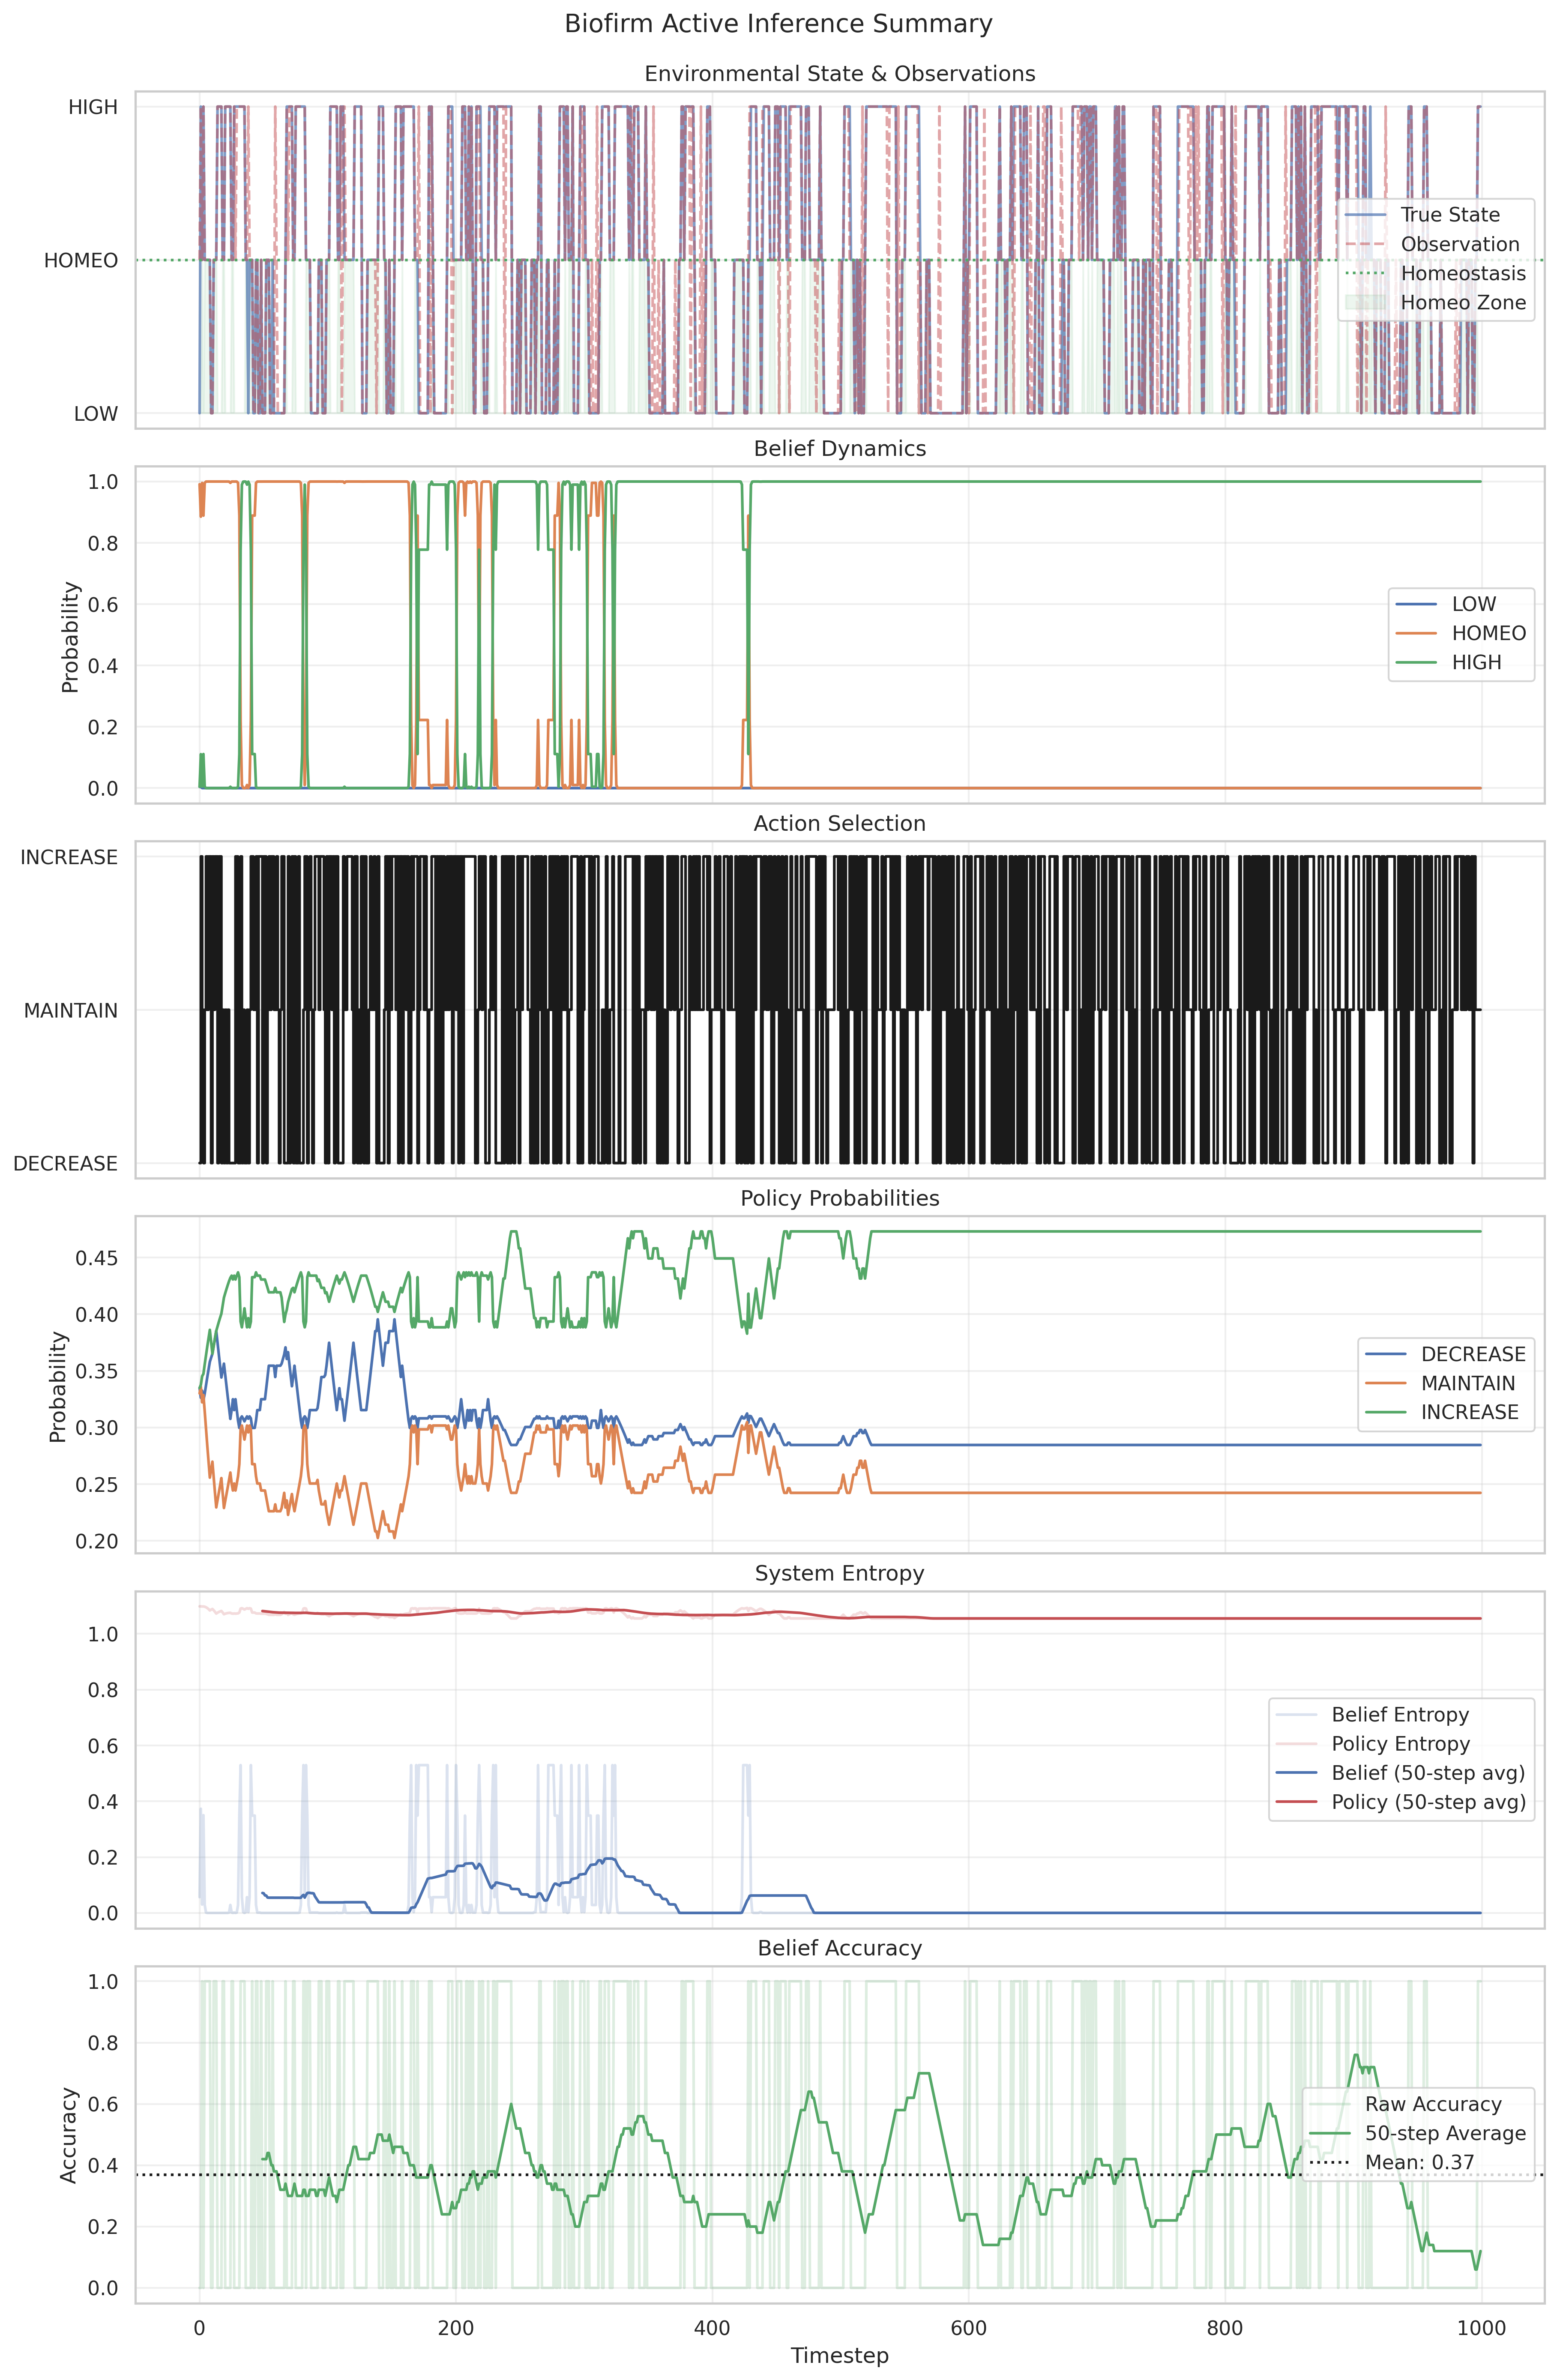 Biofirm Active Inference Summary
Environmental State & Observations
HIGH
HOMEO
LOW
True State
Observation
Homeostasis
Homeo Zone
Belief Dynamics
Probability
1.0
0.8
0.6
0.4
0.2
0.0
LOW
HOMEO
HIGH
Action Selection
INCREASE
MAINTAIN
DECREASE
Policy Probabilities
Probability
0.45
0.40
0.35
0.30
0.25
0.20
DECREASE
MAINTAIN
INCREASE
System Entropy
1.0
0.8
0.6
0.4
0.2
0.0
Belief Entropy
Policy Entropy
Belief (50-step avg)
Policy (50-step avg)
Belief Accuracy
Accuracy
1.0
0.8
0.6
0.4
0.2
0.0
Raw Accuracy
50-step Average
Mean: 0.37
0 200 400 600 800 1000
Timestep